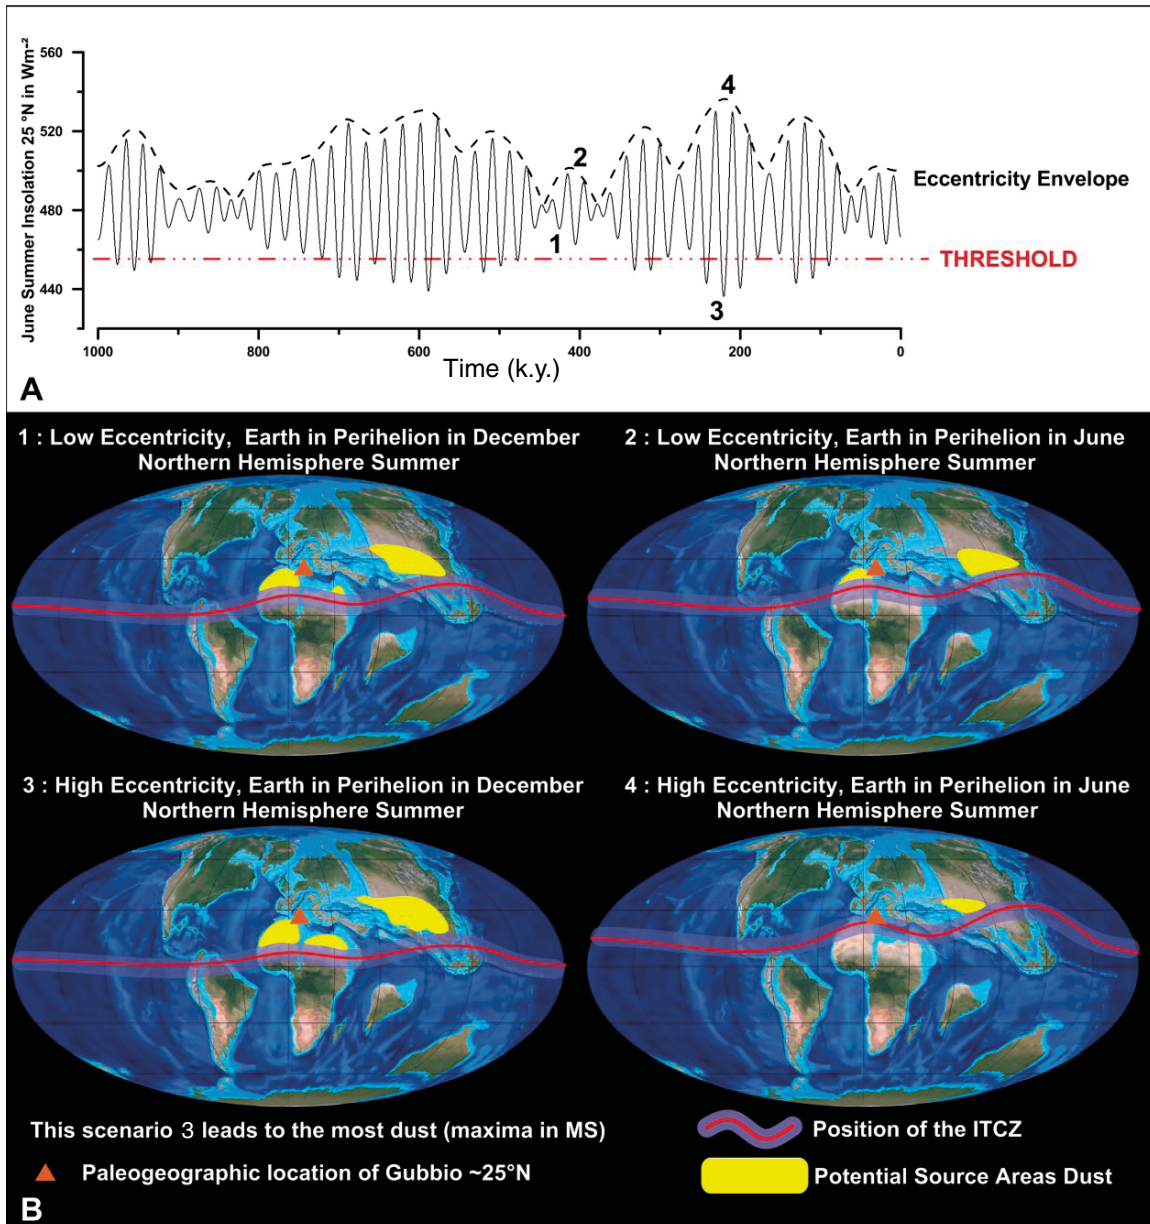 June Summer Insolation 25 °N in Wm-²
560
520
480
440
4
2
1
3
Eccentricity Envelope
THRESHOLD
1000 800 600 400 200 0
Time (k.y.)
A
1 : Low Eccentricity, Earth in Perihelion in December
Northern Hemisphere Summer
2 : Low Eccentricity, Earth in Perihelion in June
Northern Hemisphere Summer
3 : High Eccentricity, Earth in Perihelion in December
Northern Hemisphere Summer
4 : High Eccentricity, Earth in Perihelion in June
Northern Hemisphere Summer
This scenario 3 leads to the most dust (maxima in MS)
Paleogeographic location of Gubbio ~25°N
Position of the ITCZ
Potential Source Areas Dust
B